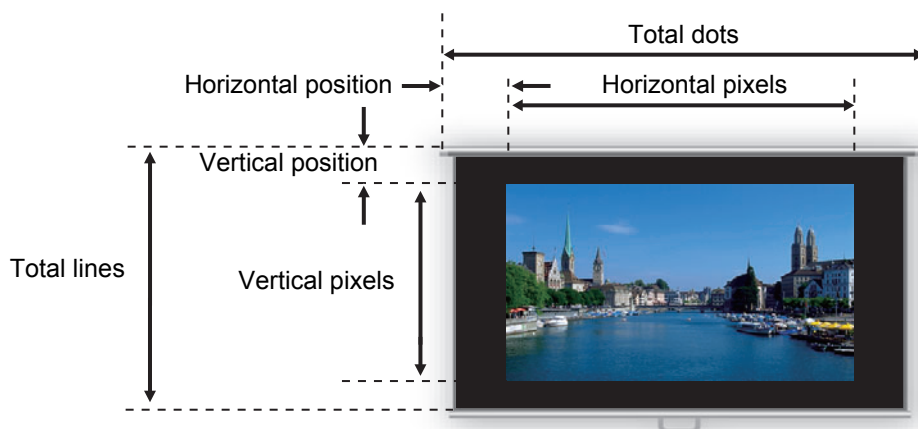 Total dots
Horizontal position
Horizontal pixels
Vertical position
Total lines
Vertical pixels